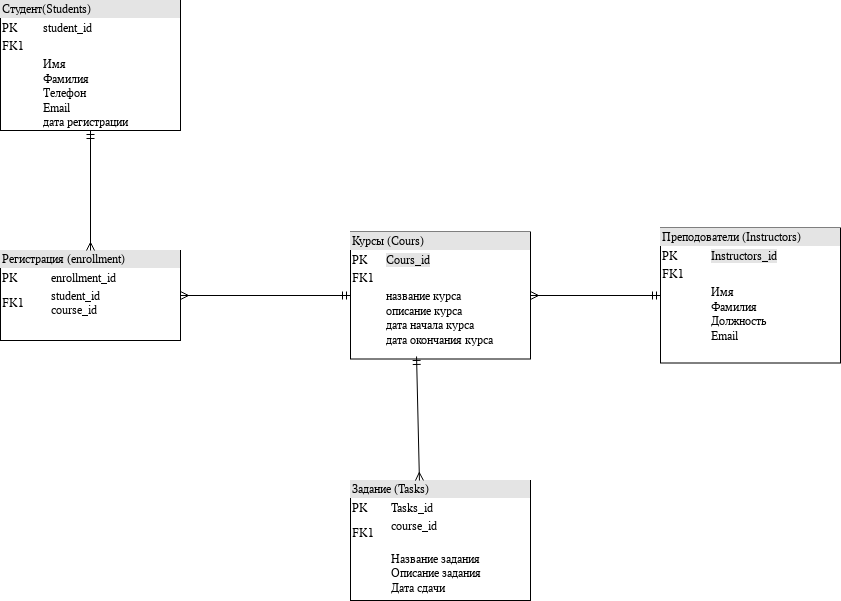 Студент(Students)
PK student_id
FK1
Имя
Фамилия
Телефон
Email
дата регистрации
Регистрация (enrollment)
PK enrollment_id
FK1 student_id
course_id
Курсы (Cours)
PK Cours_id
FK1
название курса
описание курса
дата начала курса
дата окончания курса
Преподователи (Instructors)
PK Instructors_id
FK1
Имя
Фамилия
Должность
Email
Задание (Tasks)
PK Tasks_id
FK1 course_id
Название задания
Описание задания
Дата сдачи